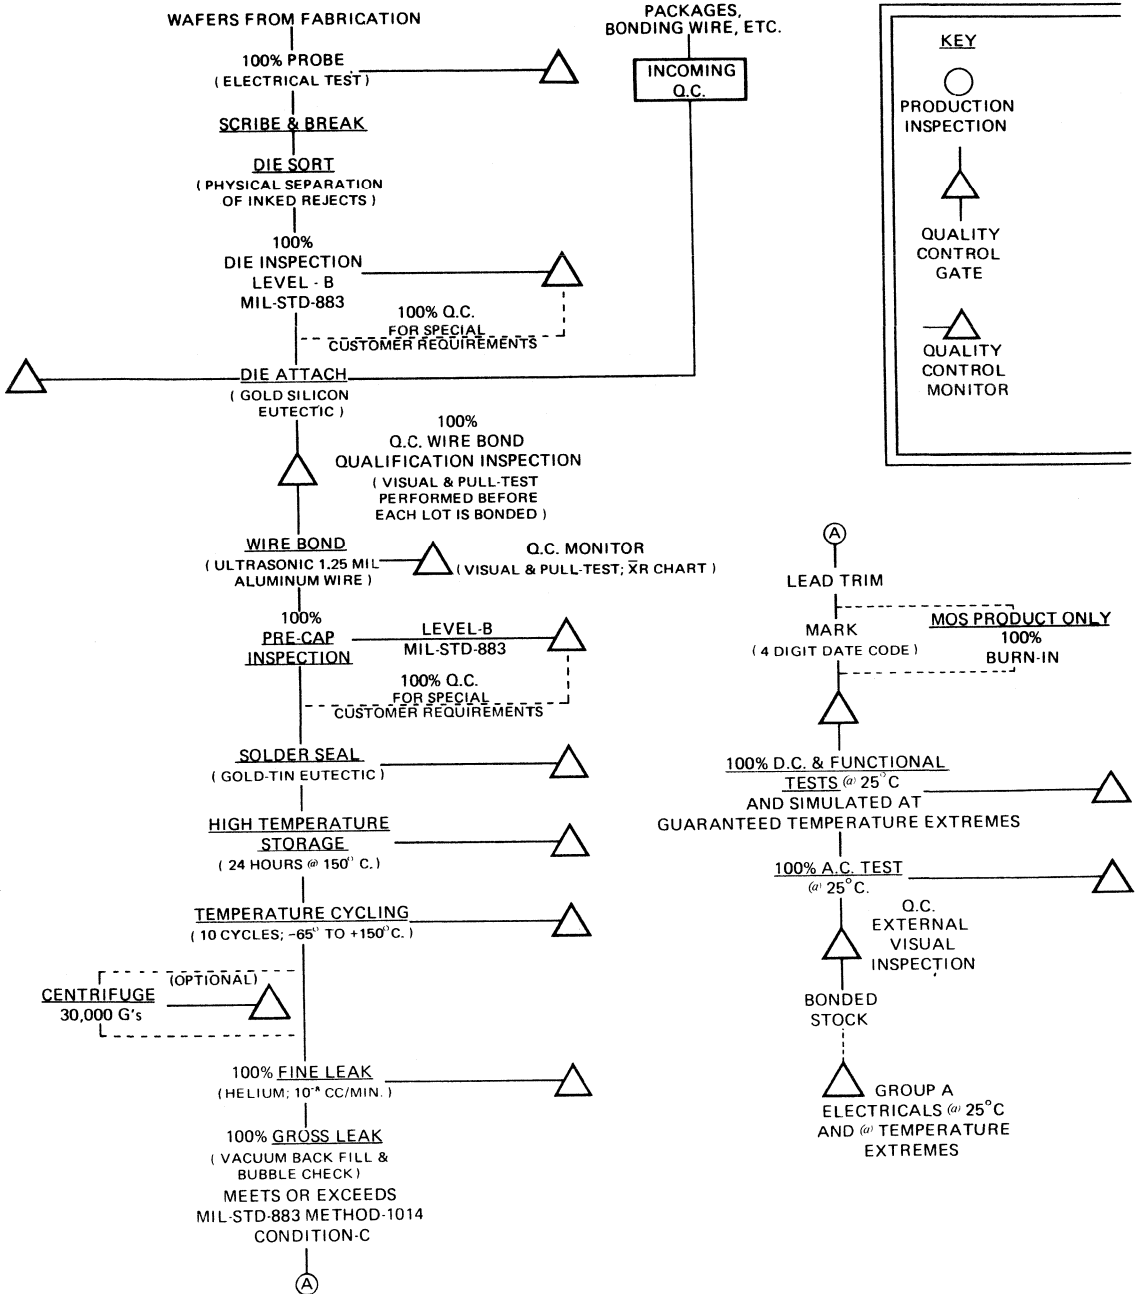 WAFERS FROM FABRICATION
100% PROBE
( ELECTRICAL TEST )
SCRIBE & BREAK
DIE SORT
( PHYSICAL SEPARATION
OF INKED REJECTS )
100%
DIE INSPECTION
LEVEL - B
MIL-STD-883
100% Q.C.
FOR SPECIAL
CUSTOMER REQUIREMENTS
PACKAGES,
BONDING WIRE, ETC.
INCOMING
Q.C.
DIE ATTACH
( GOLD SILICON
EUTECTIC )
100%
Q.C. WIRE BOND
QUALIFICATION INSPECTION
( VISUAL & PULL-TEST
PERFORMED BEFORE
EACH LOT IS BONDED )
WIRE BOND
( ULTRASONIC 1.25 MIL
ALUMINUM WIRE )
Q.C. MONITOR
( VISUAL & PULL-TEST; X̅R CHART )
100%
PRE-CAP
INSPECTION
LEVEL-B
MIL-STD-883
100% Q.C.
FOR SPECIAL
CUSTOMER REQUIREMENTS
SOLDER SEAL
( GOLD-TIN EUTECTIC )
HIGH TEMPERATURE
STORAGE
( 24 HOURS @ 150° C. )
TEMPERATURE CYCLING
( 10 CYCLES; -65° TO +150°C. )
(OPTIONAL)
CENTRIFUGE
30,000 G's
100% FINE LEAK
(HELIUM; 10⁻⁸ CC/MIN. )
100% GROSS LEAK
( VACUUM BACK FILL &
BUBBLE CHECK )
MEETS OR EXCEEDS
MIL-STD-883 METHOD-1014
CONDITION-C
A
KEY
PRODUCTION
INSPECTION
QUALITY
CONTROL
GATE
QUALITY
CONTROL
MONITOR
A
LEAD TRIM
MARK
( 4 DIGIT DATE CODE )
MOS PRODUCT ONLY
100%
BURN-IN
100% D.C. & FUNCTIONAL
TESTS @ 25°C
AND SIMULATED AT
GUARANTEED TEMPERATURE EXTREMES
100% A.C. TEST
@ 25°C.
Q.C.
EXTERNAL
VISUAL
INSPECTION
BONDED
STOCK
GROUP A
ELECTRICALS @ 25°C
AND @ TEMPERATURE
EXTREMES